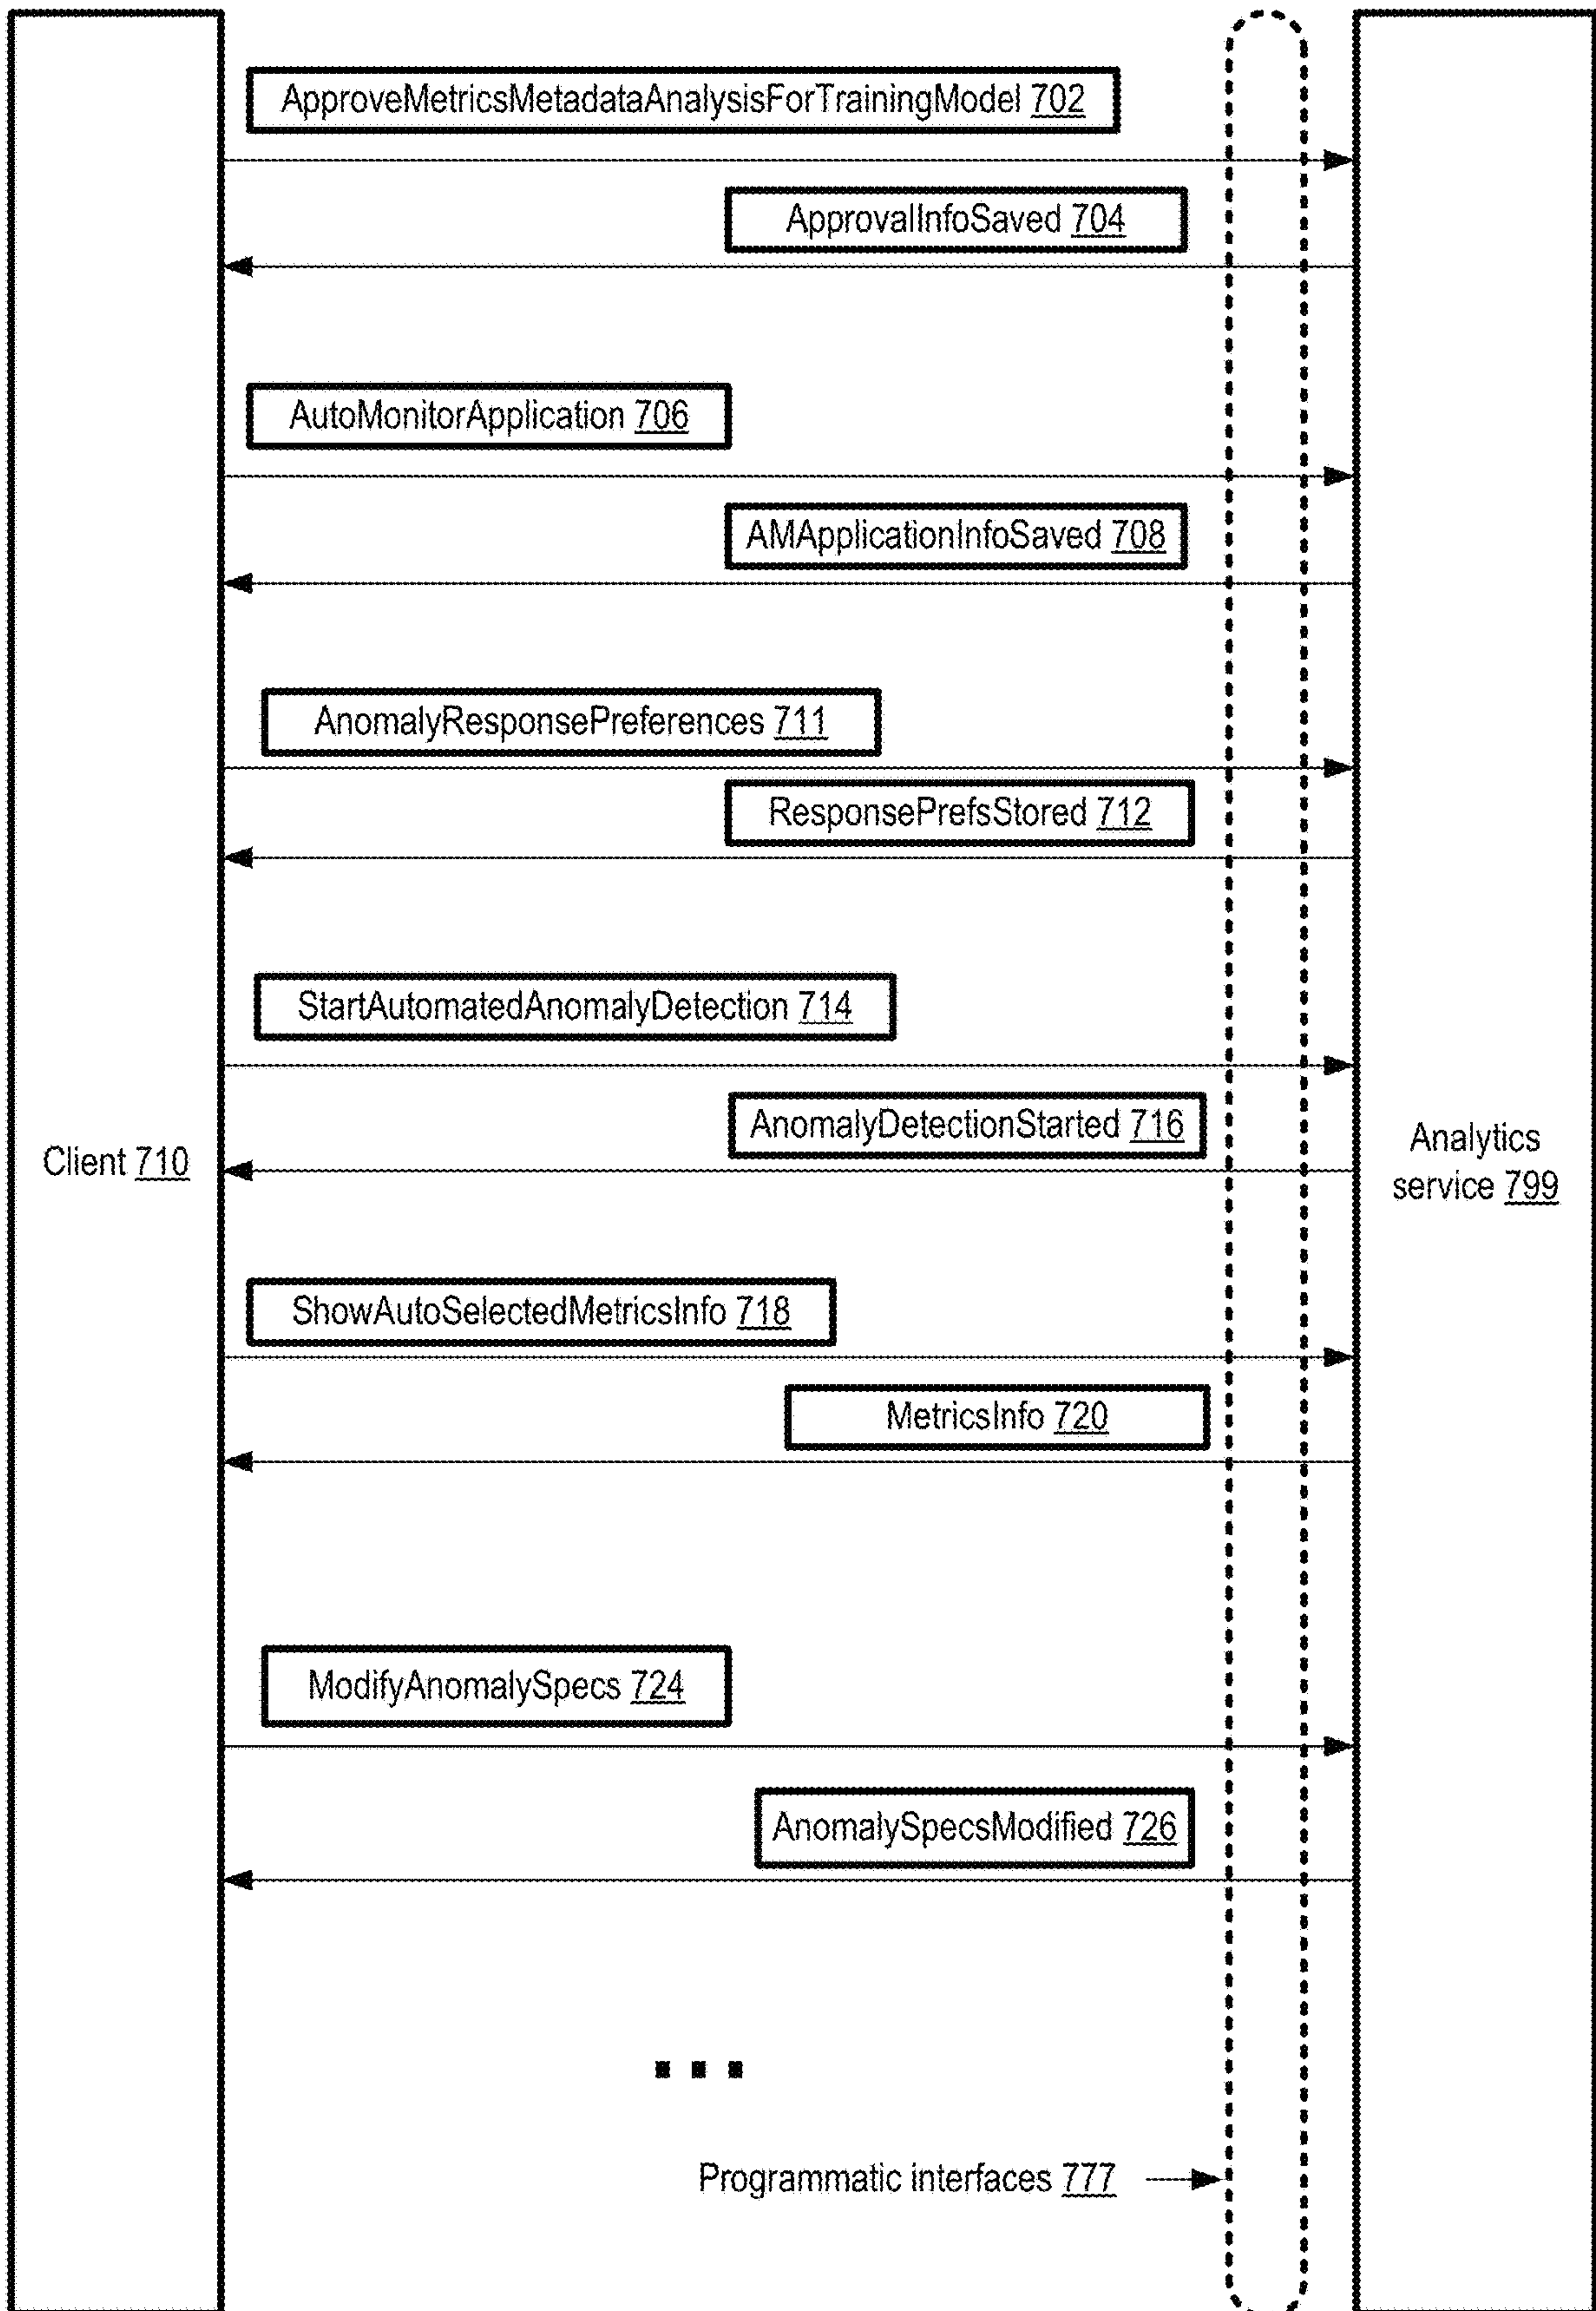 ApproveMetricsMetadataAnalysisForTrainingModel 702
ApprovalInfoSaved 704
AutoMonitorApplication 706
AMApplicationInfoSaved 708
AnomalyResponsePreferences 711
ResponsePrefsStored 712
StartAutomatedAnomalyDetection 714
AnomalyDetectionStarted 716
Client 710
Analytics
service 799
ShowAutoSelectedMetricsInfo 718
MetricsInfo 720
ModifyAnomalySpecs 724
AnomalySpecsModified 726
...
Programmatic interfaces 777